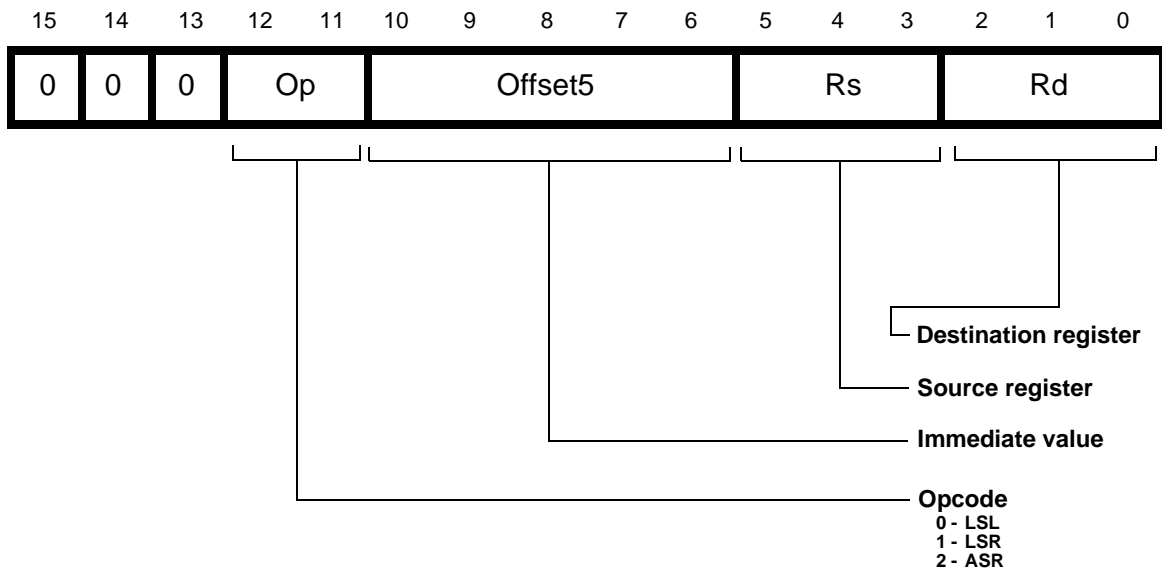 15 14 13 12 11 10 9 8 7 6 5 4 3 2 1 0
0 0 0 Op Offset5 Rs Rd
Destination register
Source register
Immediate value
Opcode
0 - LSL
1 - LSR
2 - ASR